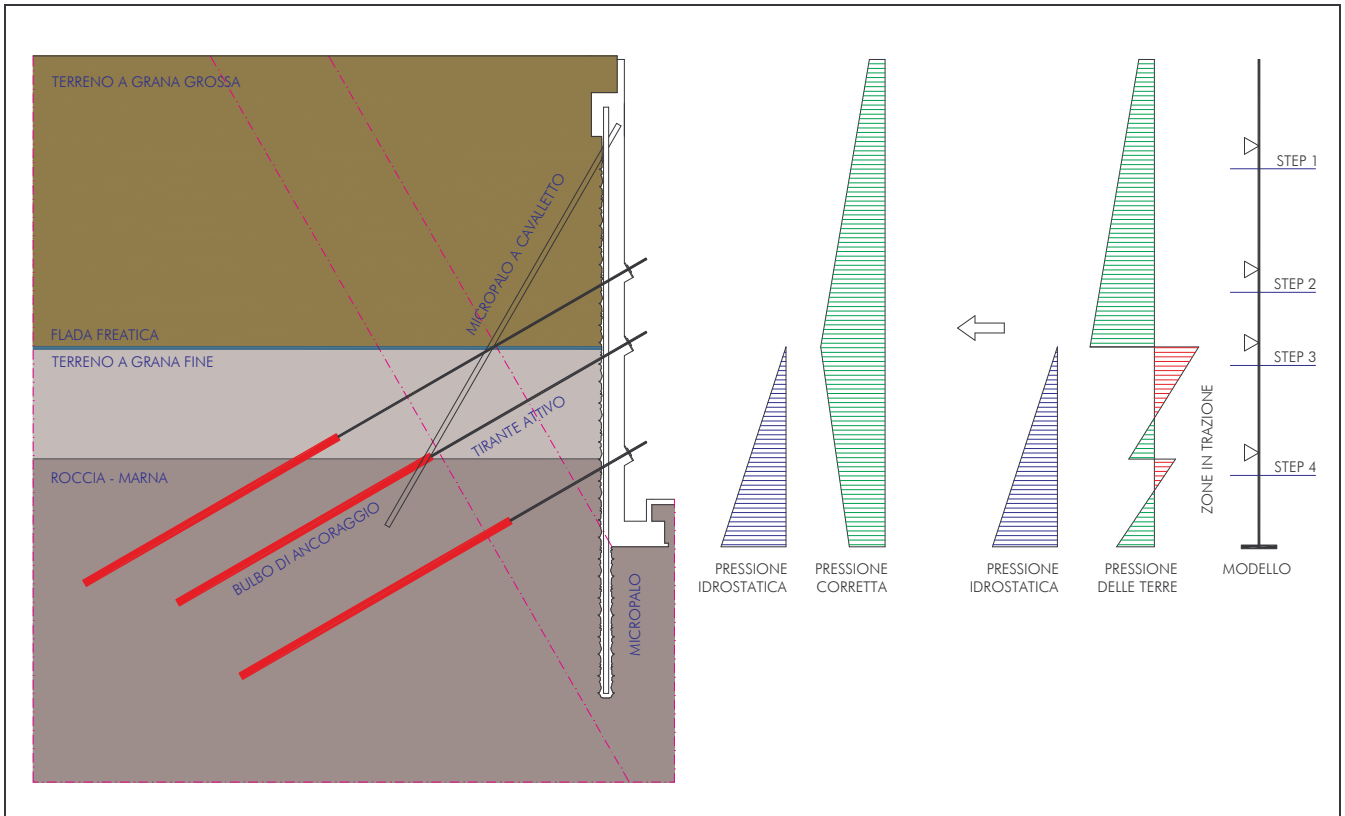 TERRENO A GRANA GROSSA
MICROPALO A CAVALLETTO
FLADA FREATICA
TERRENO A GRANA FINE
TIRANTE ATTIVO
ROCCIA - MARNA
BULBO DI ANCORAGGIO
MICROPALO
PRESSIONE
IDROSTATICA
PRESSIONE
CORRETTA
PRESSIONE
IDROSTATICA
PRESSIONE
DELLE TERRE
ZONE IN TRAZIONE
STEP 1
STEP 2
STEP 3
STEP 4
MODELLO